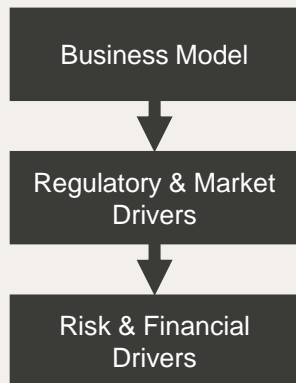 Business Model
Regulatory & Market
Drivers
Risk & Financial
Drivers